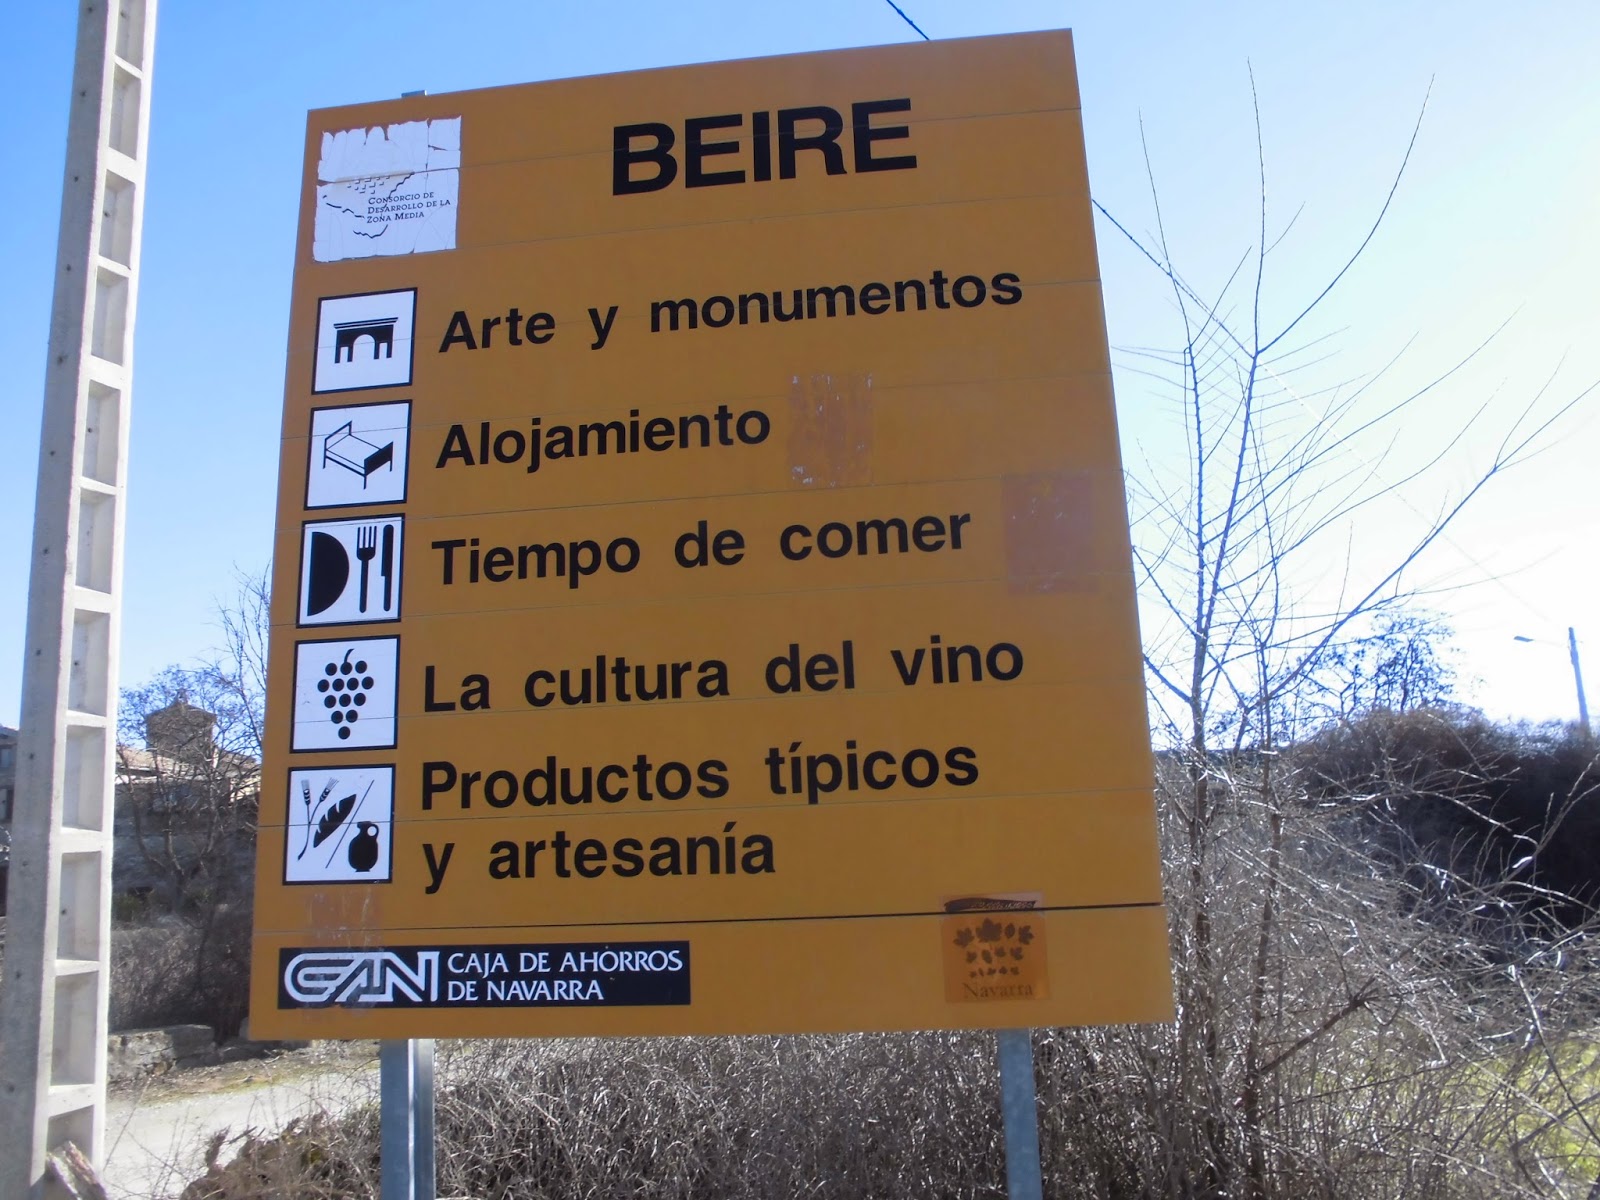 BEIRE
CONSORCIO DE
DESARROLLO DE LA
ZONA MEDIA
Arte y monumentos
Alojamiento
Tiempo de comer
La cultura del vino
Productos típicos
y artesanía
CAN CAJA DE AHORROS
DE NAVARRA
Navarra